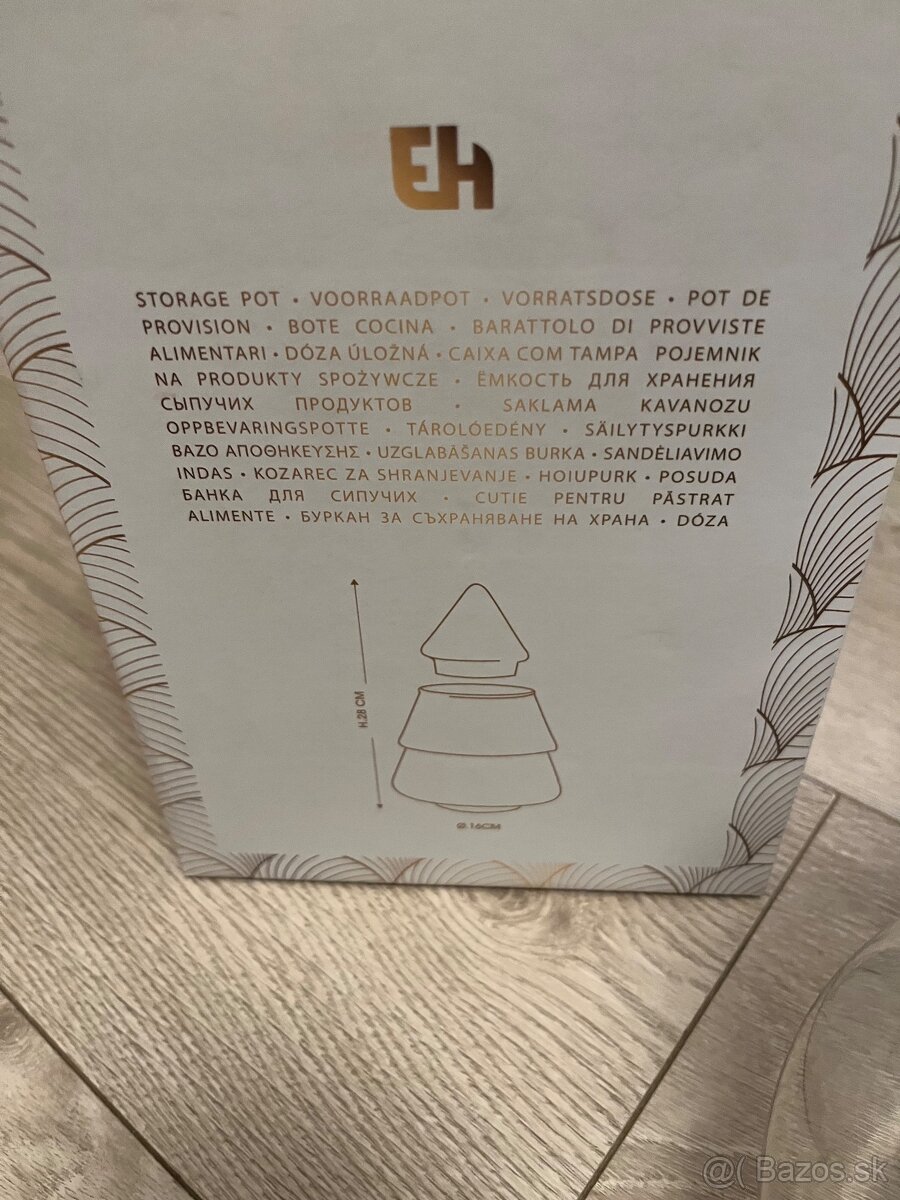 EH
STORAGE POT • VOORRAADPOT • VORRATSDOSE • POT DE
PROVISION • BOTE COCINA • BARATTOLO DI PROVVISTE
ALIMENTARI • DÓZA ÚLOŽNÁ • CAIXA COM TAMPA POJEMNIK
NA PRODUKTY SPOŻYWCZE • ЁМКОСТЬ ДЛЯ ХРАНЕНИЯ
СЫПУЧИХ ПРОДУКТОВ • SAKLAMA KAVANOZU
OPPBEVARINGSPOTTE • TÁROLÓEDÉNY • SÄILYTYSPURKKI
ΒΑΖΟ ΑΠΟΘΗΚΕΥΣΗΣ • UZGLABĀŠANAS BURKA • SANDĖLIAVIMO
INDAS • KOZAREC ZA SHRANJEVANJE • HOIUPURK • POSUDA
БАНКА ДЛЯ СИПУЧИХ • CUTIE PENTRU PĂSTRAT
ALIMENTE • БУРКАН ЗА СЪХРАНЯВАНЕ НА ХРАНА • DÓZA
H.28 CM
Ø.16CM
@( Bazos.sk